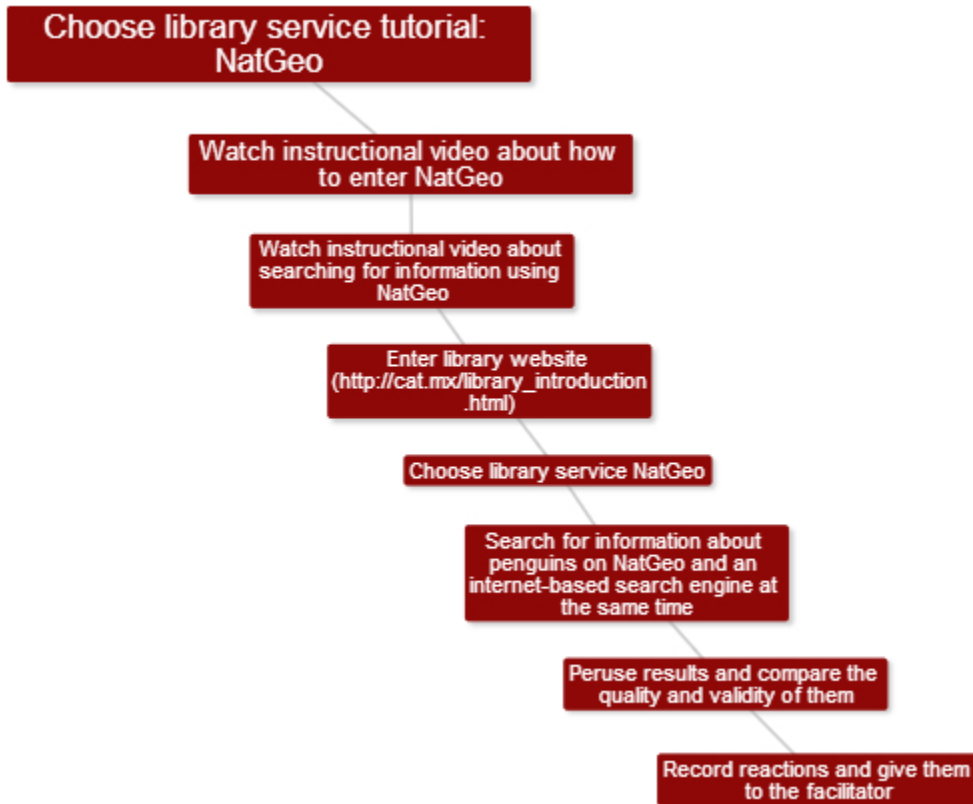 Choose library service tutorial:
NatGeo
Watch instructional video about how
to enter NatGeo
Watch instructional video about
searching for information using
NatGeo
Enter library website
(http://cat.mx/library_introduction
.html)
Choose library service NatGeo
Search for information about
penguins on NatGeo and an
internet-based search engine at
the same time
Peruse results and compare the
quality and validity of them
Record reactions and give them
to the facilitator